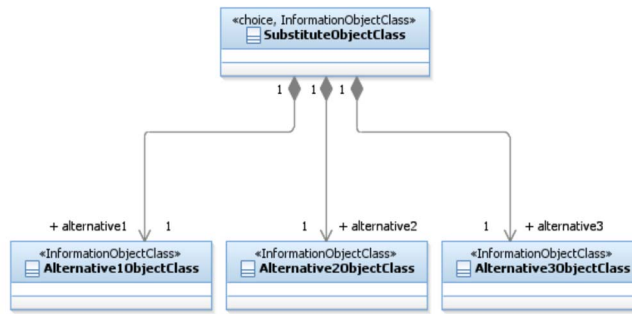 «choice, InformationObjectClass»
SubstituteObjectClass
1 1 1
+ alternative1 1 1 + alternative2 1 + alternative3
«InformationObjectClass» «InformationObjectClass» «InformationObjectClass»
Alternative1ObjectClass Alternative2ObjectClass Alternative3ObjectClass